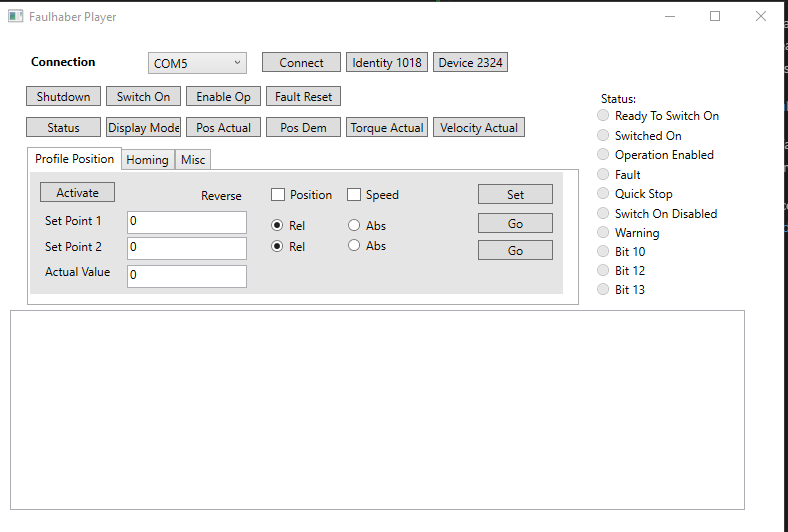 Faulhaber Player
Connection COM5 Connect Identity 1018 Device 2324
Shutdown Switch On Enable Op Fault Reset
Status Display Mode Pos Actual Pos Dem Torque Actual Velocity Actual
Profile Position Homing Misc
Activate Reverse Position Speed Set
Set Point 1 0 Rel Abs Go
Set Point 2 0 Rel Abs Go
Actual Value 0
Status:
Ready To Switch On
Switched On
Operation Enabled
Fault
Quick Stop
Switch On Disabled
Warning
Bit 10
Bit 12
Bit 13